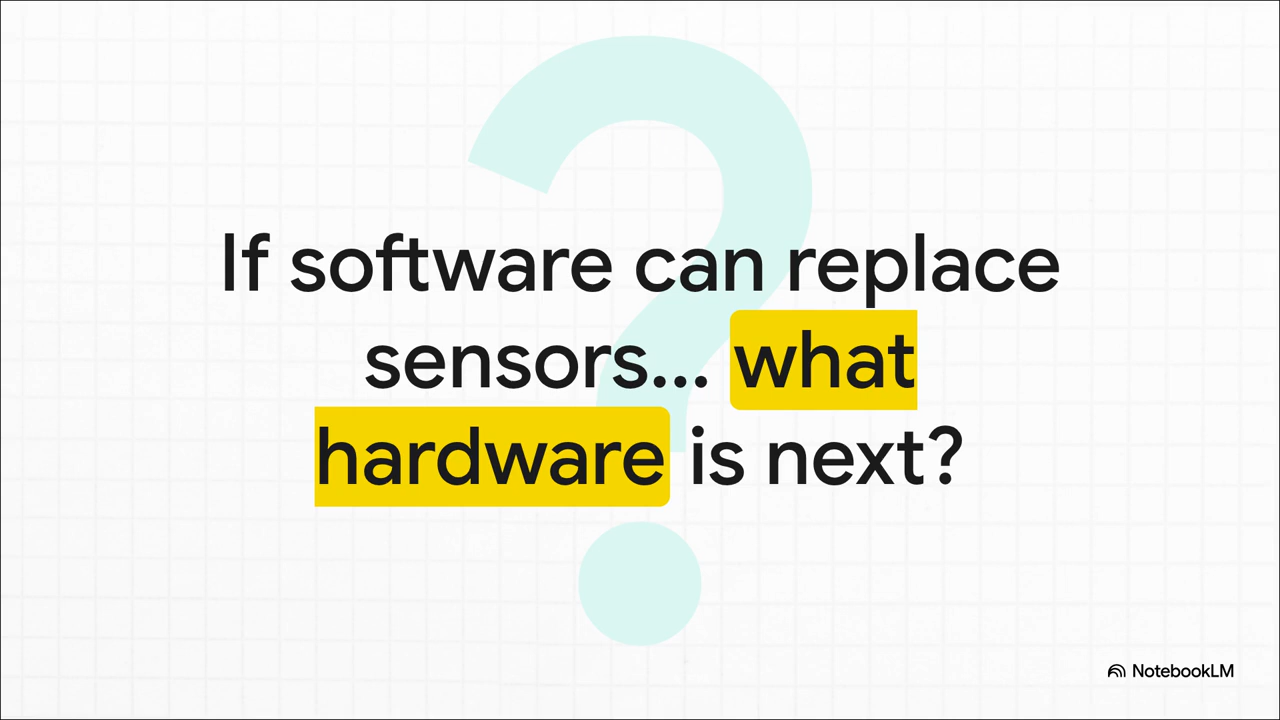 If software can replace
sensors... what
hardware is next?
NotebookLM